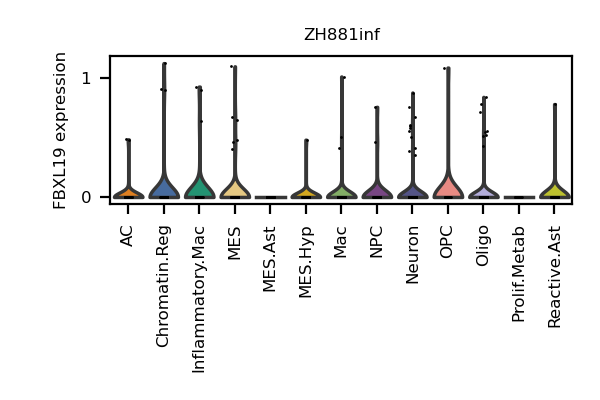 ZH881inf
FBXL19 expression
1
0
AC
Chromatin.Reg
Inflammatory.Mac
MES
MES.Ast
MES.Hyp
Mac
NPC
Neuron
OPC
Oligo
Prolif.Metab
Reactive.Ast